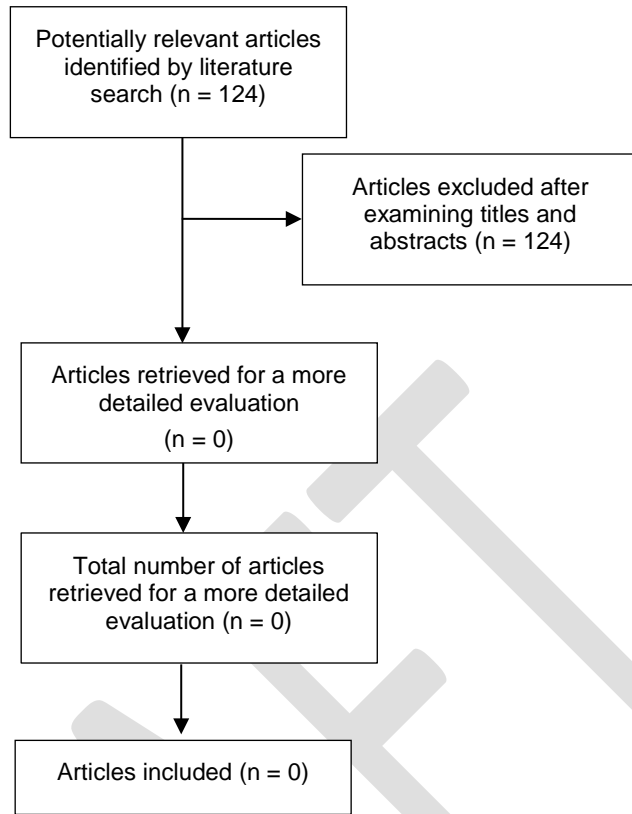 Potentially relevant articles
identified by literature
search (n = 124)
Articles excluded after
examining titles and
abstracts (n = 124)
Articles retrieved for a more
detailed evaluation
(n = 0)
Total number of articles
retrieved for a more detailed
evaluation (n = 0)
Articles included (n = 0)